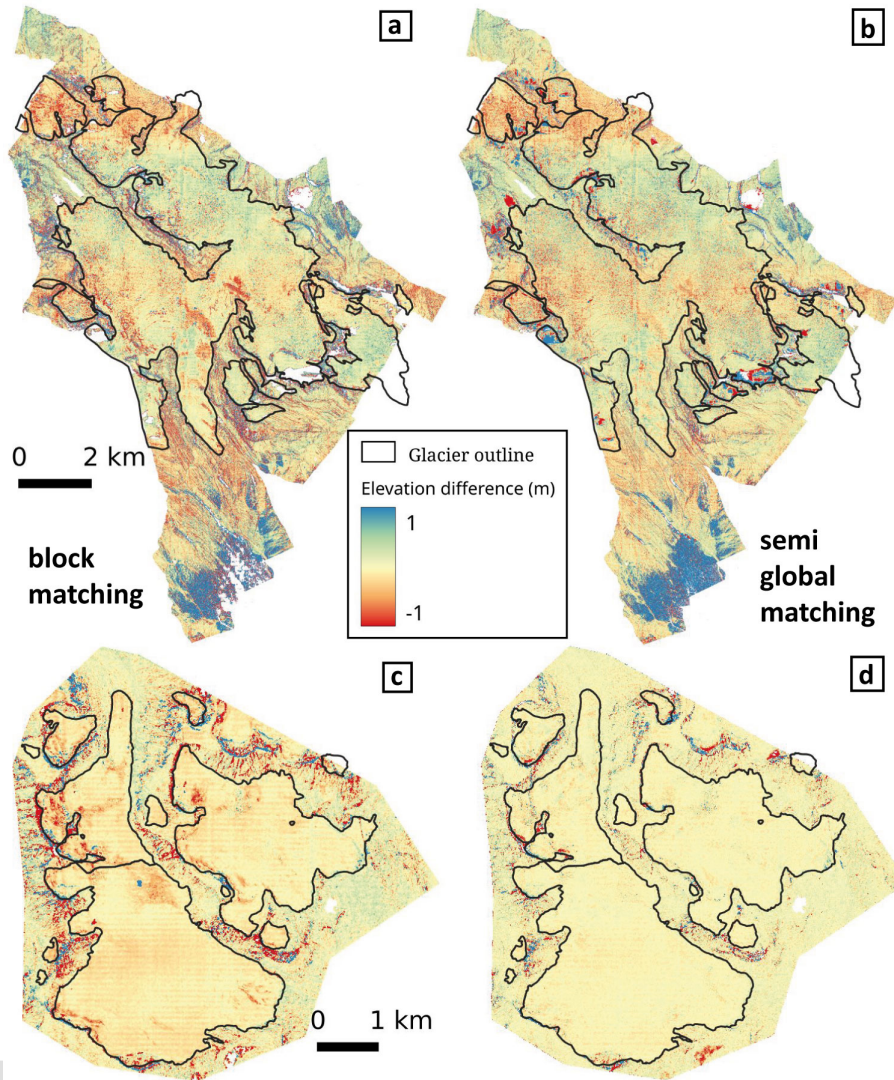 a
b
0 2 km
block
matching
Glacier outline
Elevation difference (m)
1
-1
semi
global
matching
c
d
0 1 km